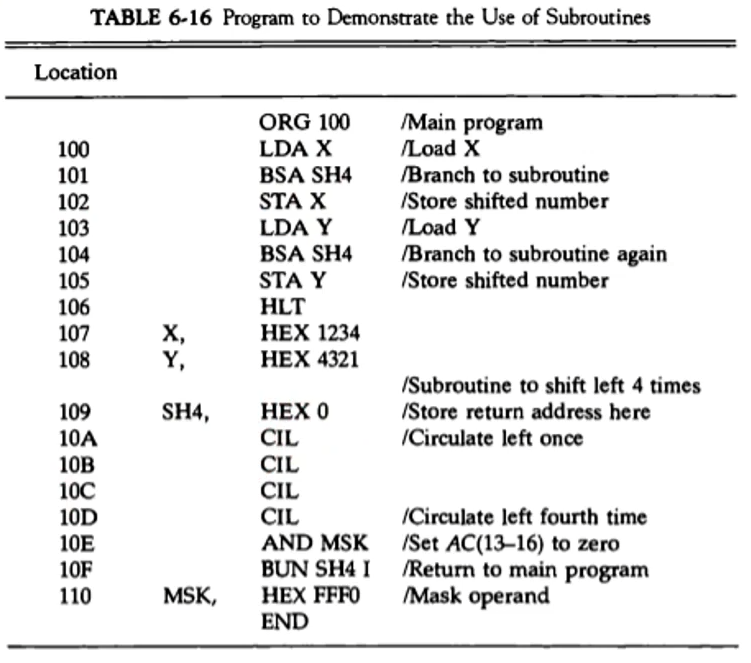 TABLE 6-16 Program to Demonstrate the Use of Subroutines
Location
ORG 100 /Main program
100 LDA X /Load X
101 BSA SH4 /Branch to subroutine
102 STA X /Store shifted number
103 LDA Y /Load Y
104 BSA SH4 /Branch to subroutine again
105 STA Y /Store shifted number
106 HLT
107 X, HEX 1234
108 Y, HEX 4321
/Subroutine to shift left 4 times
109 SH4, HEX 0 /Store return address here
10A CIL /Circulate left once
10B CIL
10C CIL
10D CIL /Circulate left fourth time
10E AND MSK /Set AC(13–16) to zero
10F BUN SH4 I /Return to main program
110 MSK, HEX FFF0 /Mask operand
END